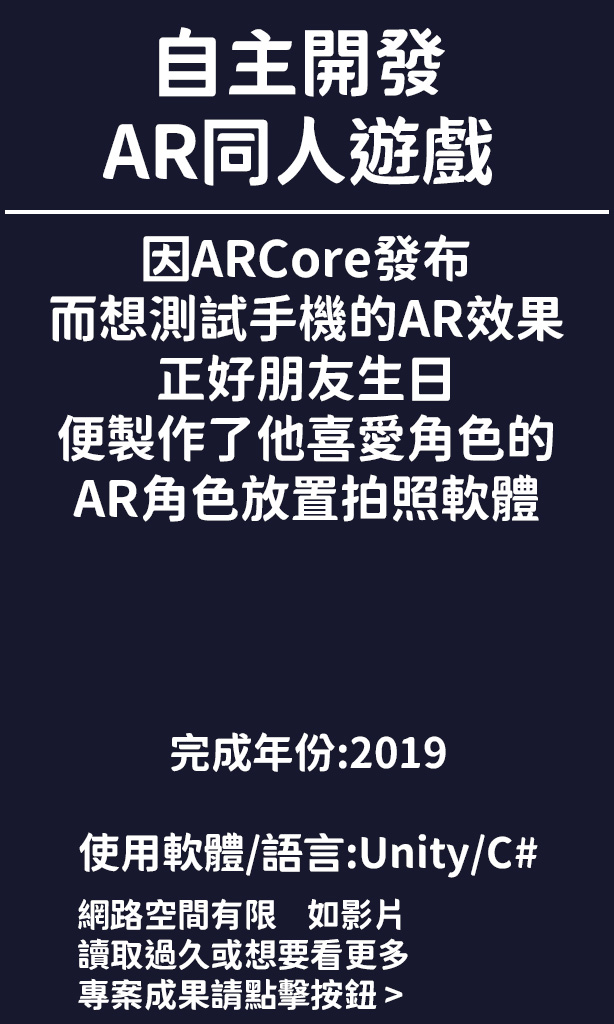 自主開發
AR同人遊戲
因ARCore發布
而想測試手機的AR效果
正好朋友生日
便製作了他喜愛角色的
AR角色放置拍照軟體
完成年份:2019
使用軟體/語言:Unity/C#
網路空間有限　如影片
讀取過久或想要看更多
專案成果請點擊按鈕 >